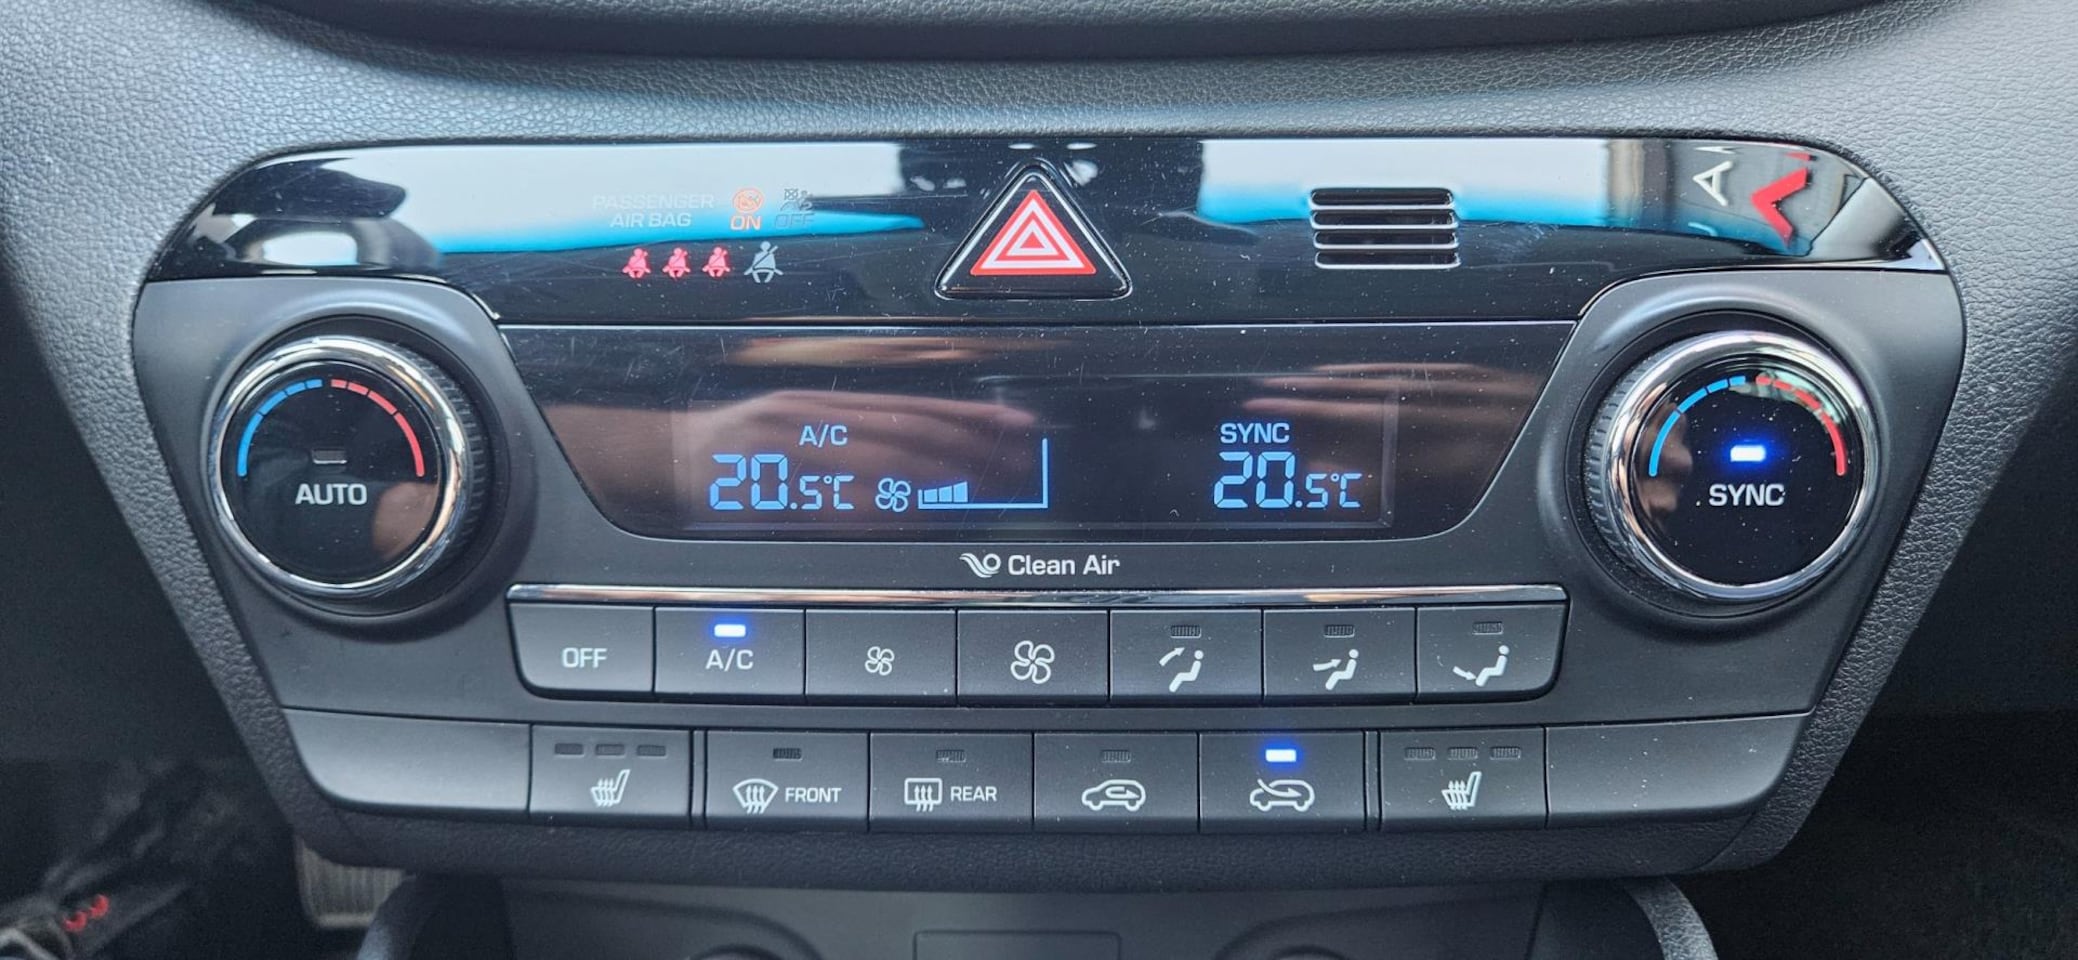 PASSENGER
AIR BAG
ON
OFF
A/C
20.5°C
SYNC
20.5°C
AUTO
SYNC
Clean Air
OFF
A/C
FRONT
REAR